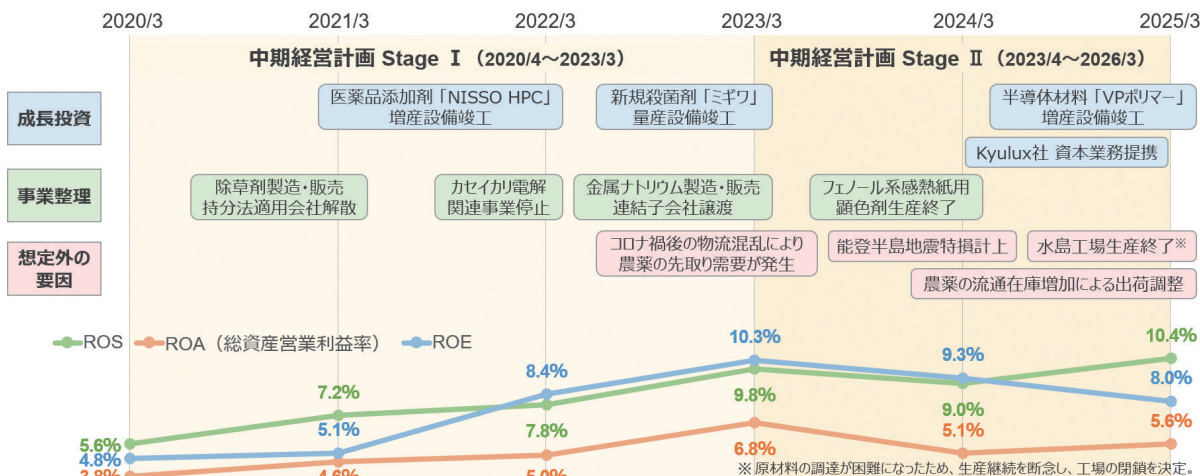 2020/3
2021/3
2022/3
2023/3
2024/3
2025/3
中期経営計画 Stage Ⅰ（2020/4～2023/3）
中期経営計画 Stage Ⅱ（2023/4～2026/3）
成長投資
医薬品添加剤「NISSO HPC」
増産設備竣工
新規殺菌剤「ミギワ」
量産設備竣工
半導体材料「VPポリマー」
増産設備竣工
Kyulux社 資本業務提携
事業整理
除草剤製造・販売
持分法適用会社解散
カセイカリ電解
関連事業停止
金属ナトリウム製造・販売
連結子会社譲渡
フェノール系感熱紙用
顕色剤生産終了
想定外の
要因
コロナ禍後の物流混乱により
農薬の先取り需要が発生
能登半島地震特損計上
水島工場生産終了※
農薬の流通在庫増加による出荷調整
ROS
ROA（総資産営業利益率）
ROE
5.6%
4.8%
3.8%
7.2%
5.1%
4.6%
8.4%
7.8%
5.0%
10.3%
9.8%
6.8%
9.3%
9.0%
5.1%
10.4%
8.0%
5.6%
※ 原材料の調達が困難になったため、生産継続を断念し、工場の閉鎖を決定。